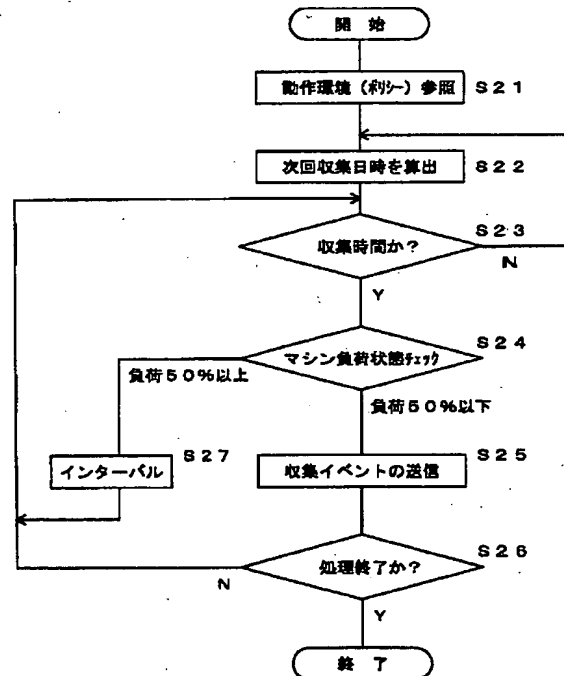 開 始
動作環境(ポリシー)参照 S21
次回収集日時を算出 S22
S23
収集時間か?
N
Y
S24
マシン負荷状態チェック
負荷50%以上
負荷50%以下
S27
S25
インターバル
収集イベントの送信
S26
処理終了か?
N
Y
終 了